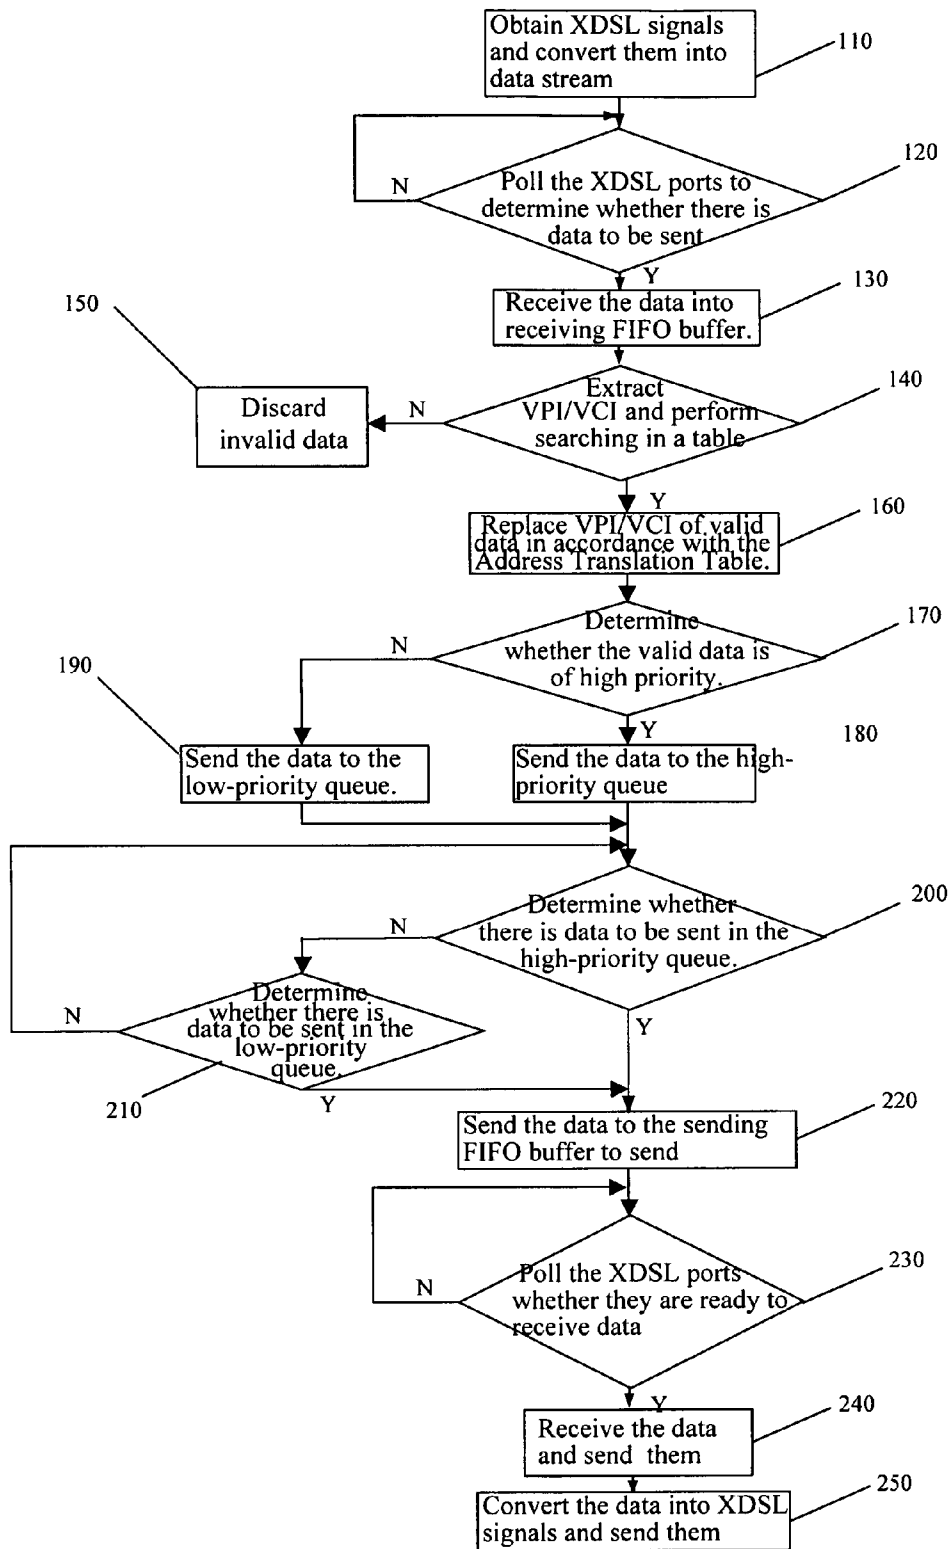 Obtain XDSL signals
and convert them into
data stream
110
120
N
Poll the XDSL ports to
determine whether there is
data to be sent
Y
130
150
Receive the data into
receiving FIFO buffer.
140
Extract
VPI/VCI and perform
searching in a table
N
Discard
invalid data
Y
160
Replace VPI/VCI of valid
data in accordance with the
Address Translation Table.
170
Determine
whether the valid data is
of high priority.
N
190
Y
180
Send the data to the
low-priority queue.
Send the data to the high-
priority queue
200
Determine whether
there is data to be sent in the
high-priority queue.
N
Determine
whether there is
data to be sent in the
low-priority
queue.
N
Y
210
Y
220
Send the data to the sending
FIFO buffer to send
230
Poll the XDSL ports
whether they are ready to
receive data
N
Y
240
Receive the data
and send them
250
Convert the data into XDSL
signals and send them